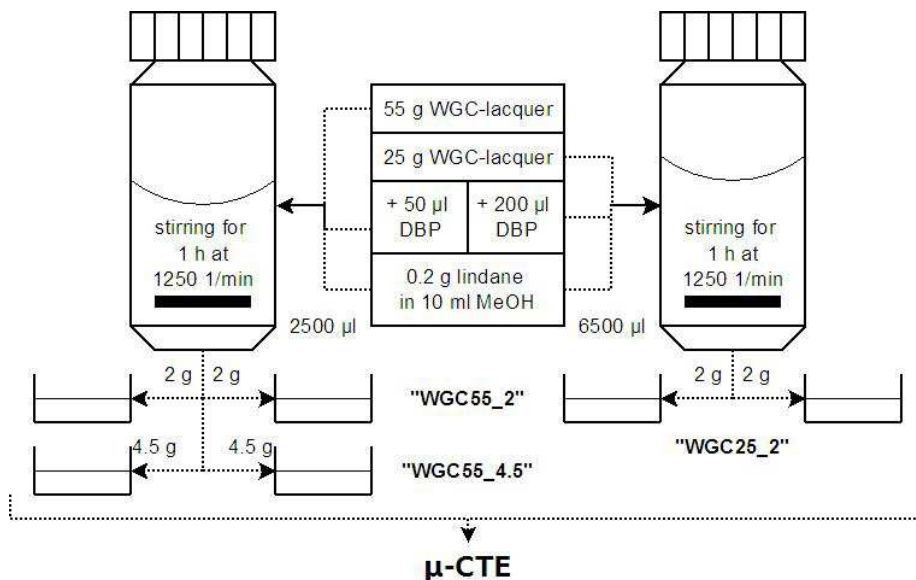 55 g WGC-lacquer
25 g WGC-lacquer
+ 50 µl
DBP
+ 200 µl
DBP
0.2 g lindane
in 10 ml MeOH
stirring for
1 h at
1250 1/min
stirring for
1 h at
1250 1/min
2500 µl
6500 µl
2 g 2 g
"WGC55_2"
2 g 2 g
4.5 g 4.5 g
"WGC55_4.5"
"WGC25_2"
µ-CTE